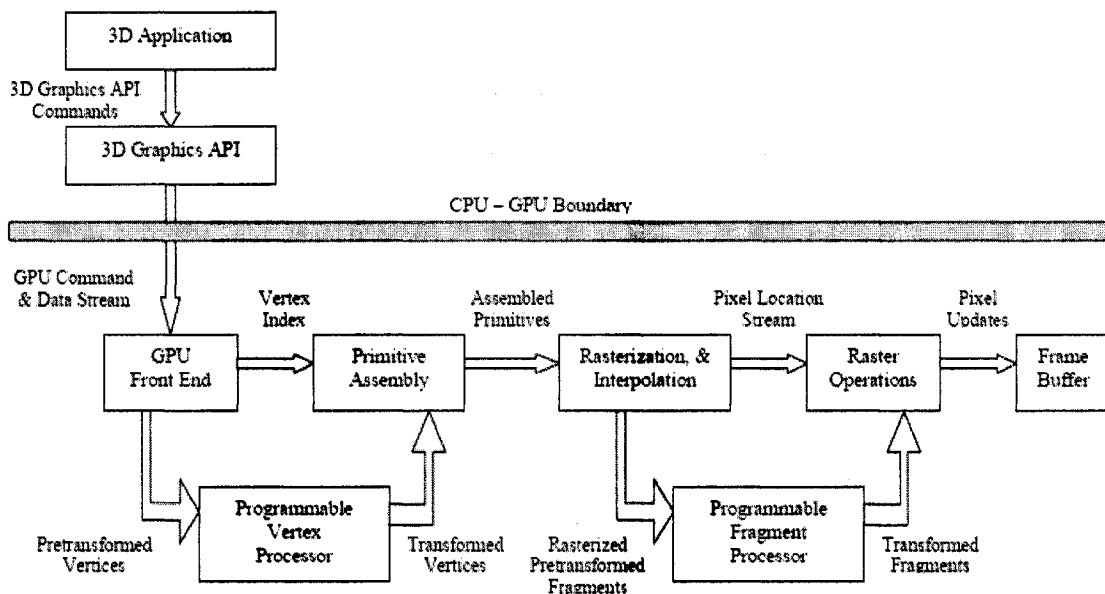 3D Application
3D Graphics API
Commands
3D Graphics API
CPU – GPU Boundary
GPU Command
& Data Stream
Vertex
Index
Assembled
Primitives
Pixel Location
Stream
Pixel
Updates
GPU
Front End
Primitive
Assembly
Rasterization, &
Interpolation
Raster
Operations
Frame
Buffer
Pretransformed
Vertices
Programmable
Vertex
Processor
Transformed
Vertices
Rasterized
Pretransformed
Fragments
Programmable
Fragment
Processor
Transformed
Fragments